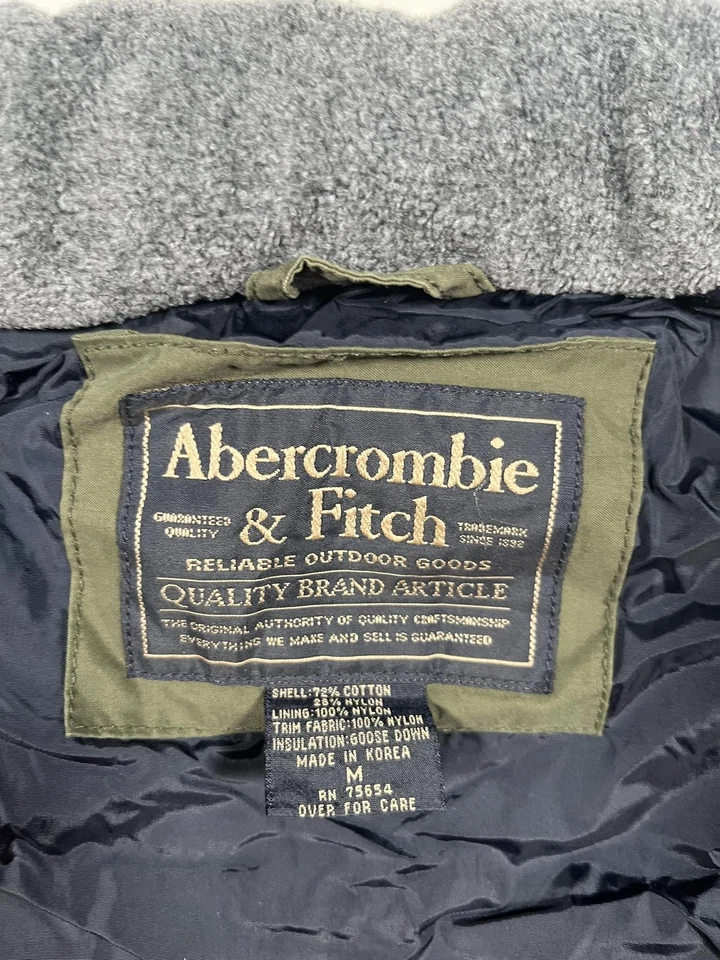 Abercrombie
& Fitch
GUARANTEED
QUALITY
TRADEMARK
SINCE 1892
RELIABLE OUTDOOR GOODS
QUALITY BRAND ARTICLE
THE ORIGINAL AUTHORITY OF QUALITY CRAFTSMANSHIP
EVERYTHING WE MAKE AND SELL IS GUARANTEED
SHELL:72% COTTON
28% NYLON
LINING:100% NYLON
TRIM FABRIC:100% NYLON
INSULATION:GOOSE DOWN
MADE IN KOREA
M
RN 75654
OVER FOR CARE